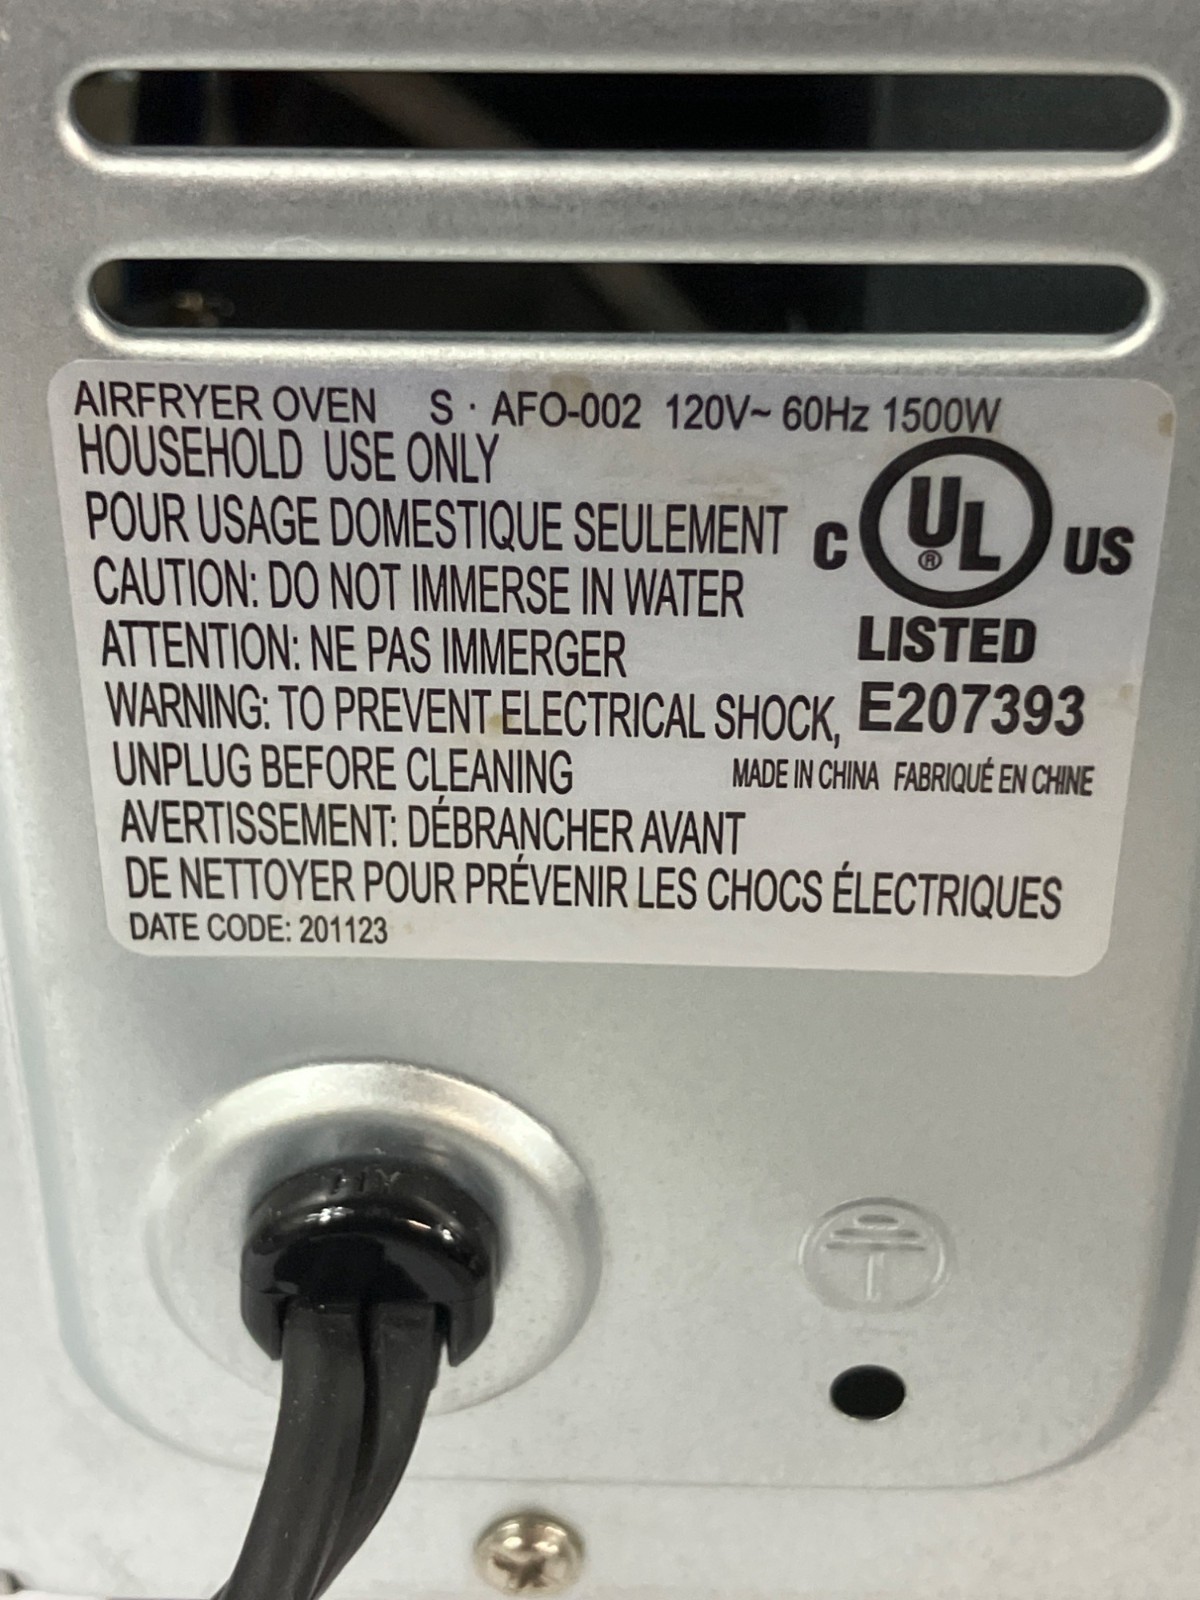 AIRFRYER OVEN S · AFO-002 120V~ 60Hz 1500W
HOUSEHOLD USE ONLY
POUR USAGE DOMESTIQUE SEULEMENT
CAUTION: DO NOT IMMERSE IN WATER
ATTENTION: NE PAS IMMERGER
WARNING: TO PREVENT ELECTRICAL SHOCK,
UNPLUG BEFORE CLEANING
AVERTISSEMENT: DÉBRANCHER AVANT
DE NETTOYER POUR PRÉVENIR LES CHOCS ÉLECTRIQUES
DATE CODE: 201123
C UL ® US
LISTED
E207393
MADE IN CHINA FABRIQUÉ EN CHINE